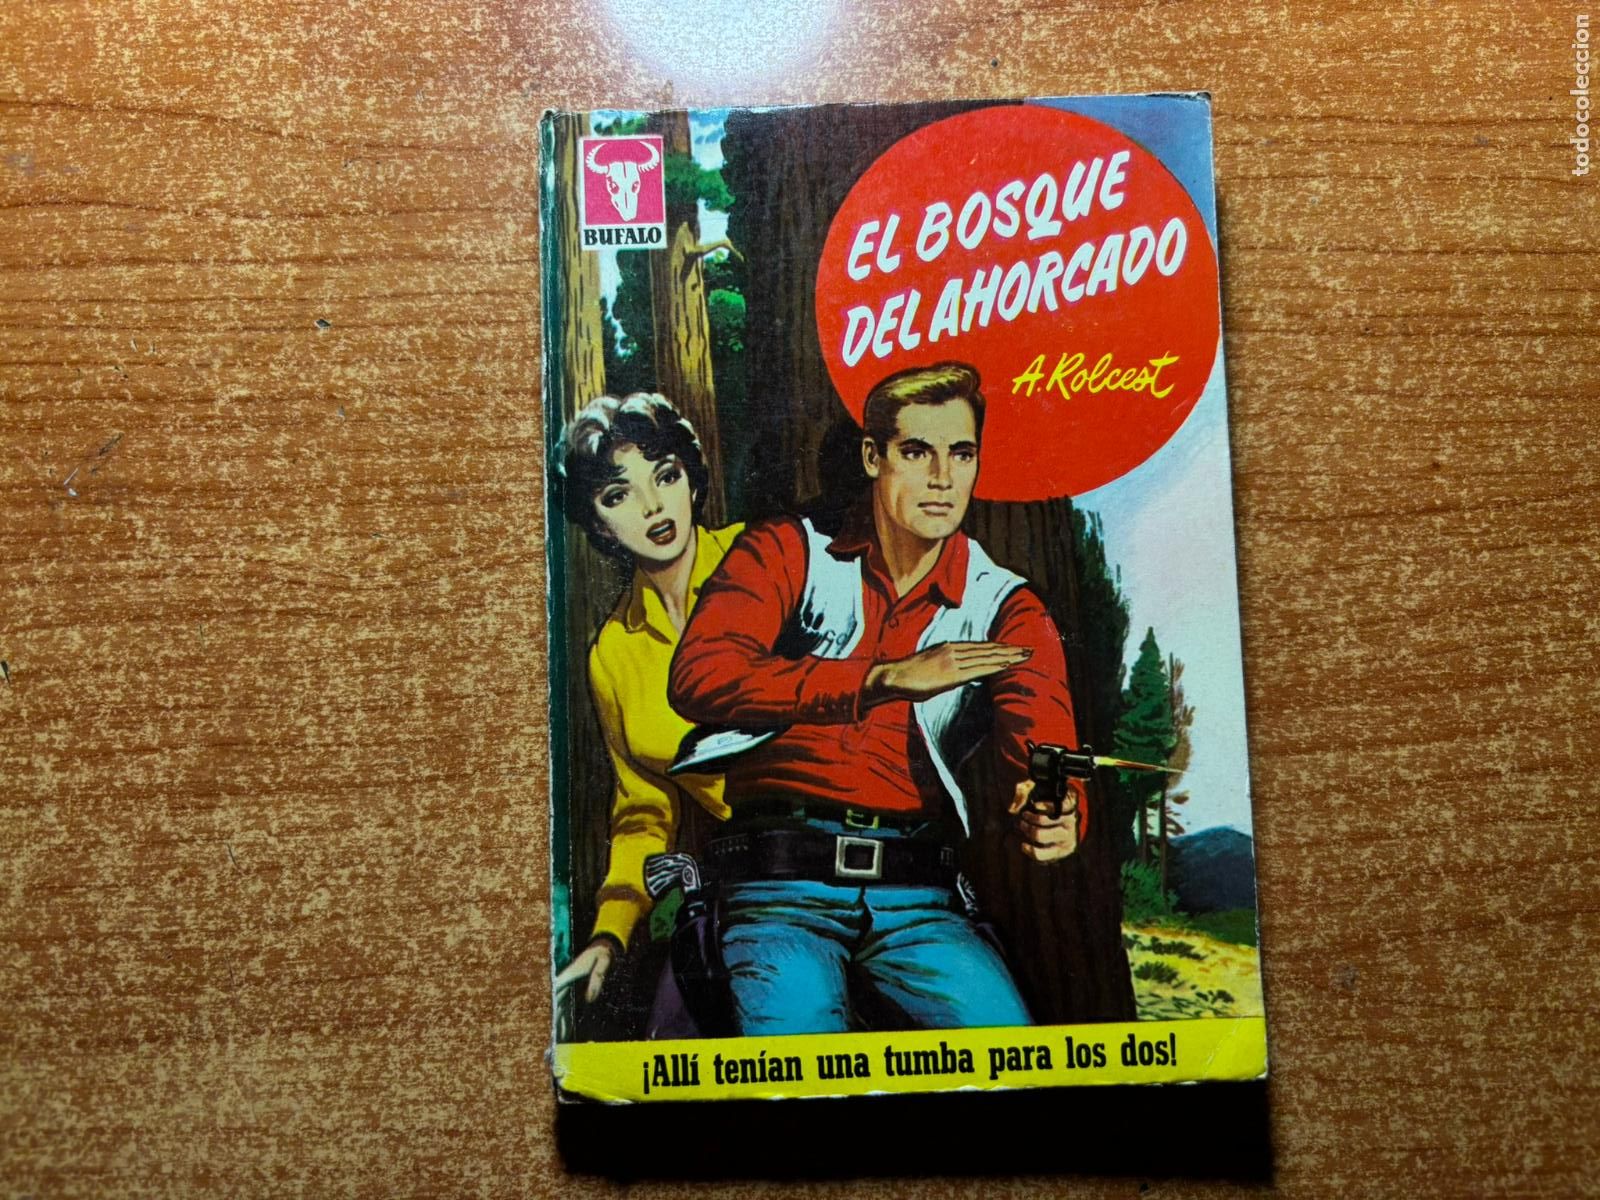 BUFALO
EL BOSQUE
DEL AHORCADO
A. Rolcest
¡Allí tenían una tumba para los dos!
todocoleccion